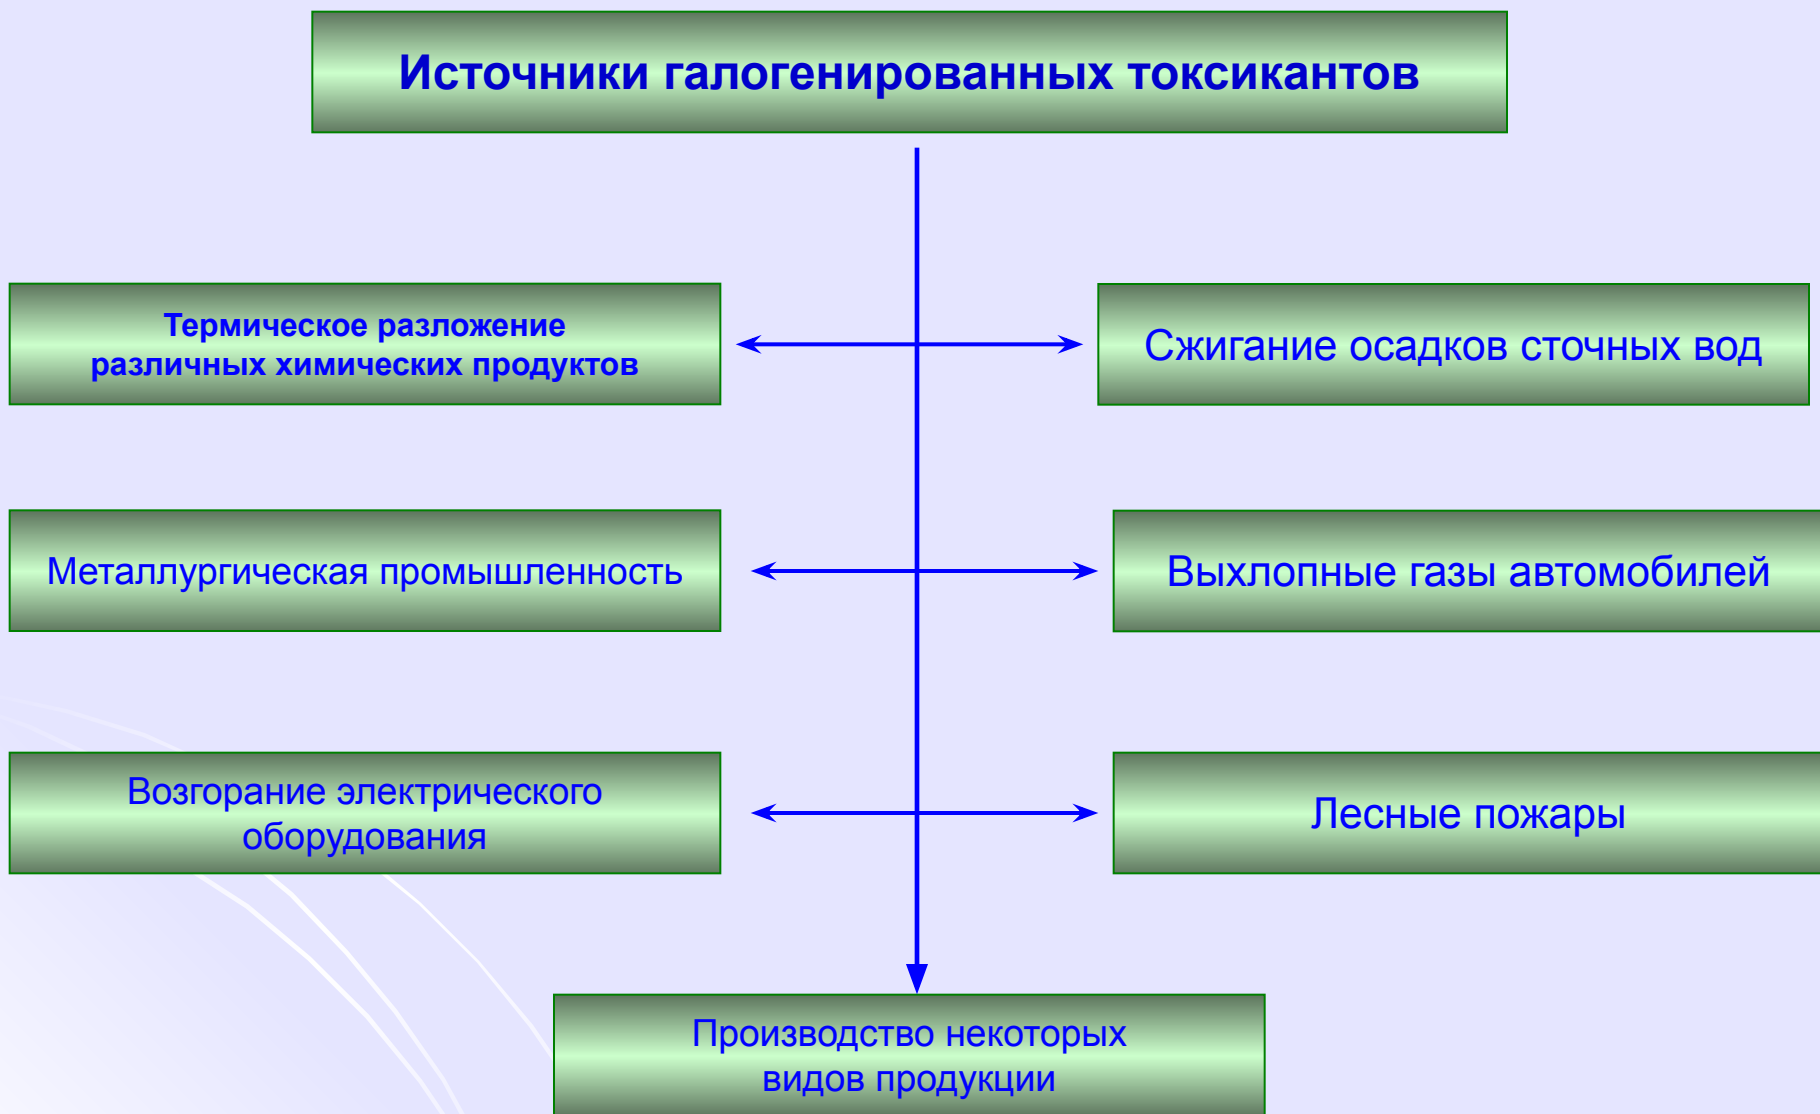 Источники галогенированных токсикантов
Термическое разложение
различных химических продуктов
Сжигание осадков сточных вод
Металлургическая промышленность
Выхлопные газы автомобилей
Возгорание электрического
оборудования
Лесные пожары
Производство некоторых
видов продукции